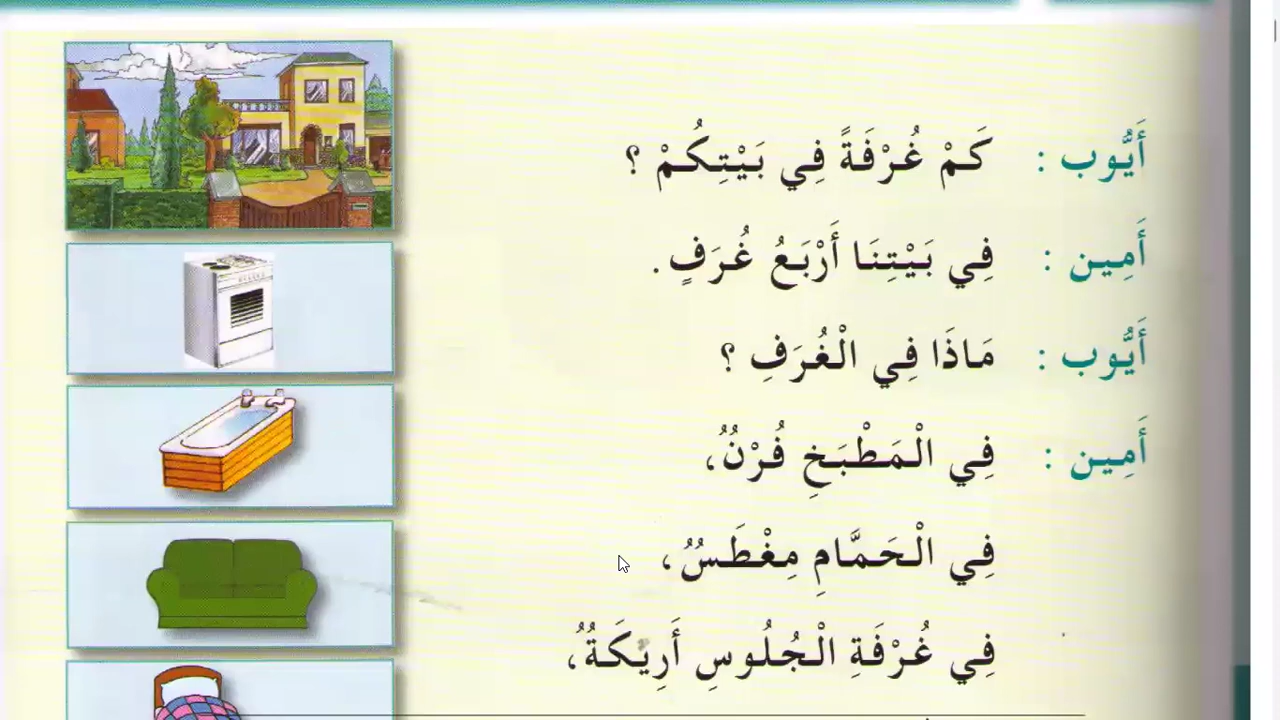 أَيُّوب : كَمْ غُرْفَةً فِي بَيْتِكُمْ ؟
أَمِين : فِي بَيْتِنَا أَرْبَعُ غُرَفٍ .
أَيُّوب : مَاذَا فِي الْغُرَفِ ؟
أَمِين : فِي الْمَطْبَخِ فُرْنٌ،
فِي الْحَمَّامِ مِغْطَسٌ،
فِي غُرْفَةِ الْجُلُوسِ أَرِيكَةٌ،